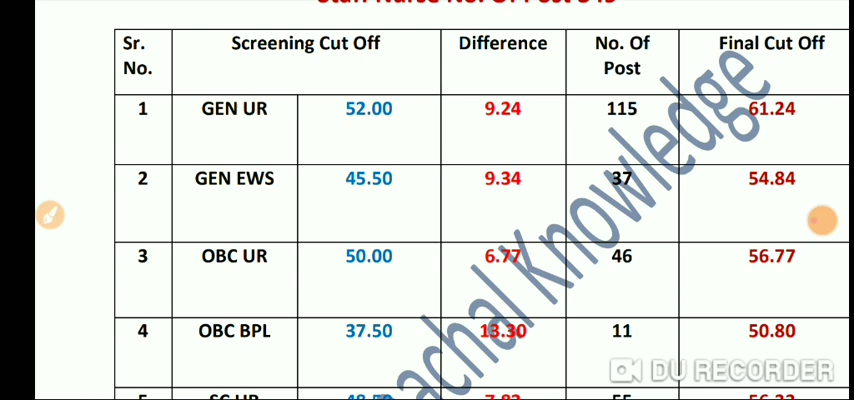 Sr. No. Screening Cut Off Difference No. Of Post Final Cut Off
1 GEN UR 52.00 9.24 115 61.24
2 GEN EWS 45.50 9.34 37 54.84
3 OBC UR 50.00 6.77 46 56.77
4 OBC BPL 37.50 13.30 11 50.80
achal Knowledge
DU RECORDER